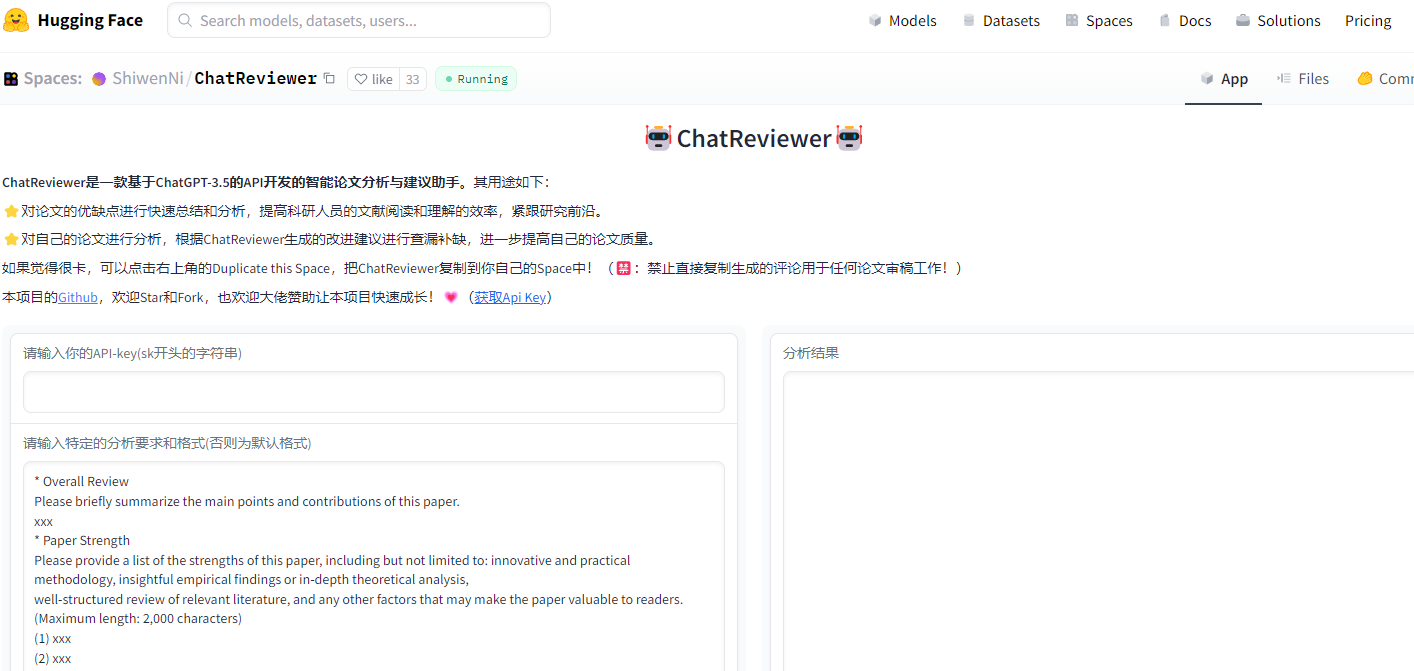 Hugging Face
Search models, datasets, users...
Models
Datasets
Spaces
Docs
Solutions
Pricing
Spaces:
ShiwenNi/ChatReviewer
like
33
Running
App
Files
Comm
ChatReviewer
ChatReviewer是一款基于ChatGPT-3.5的API开发的智能论文分析与建议助手。其用途如下：
⭐️对论文的优缺点进行快速总结和分析，提高科研人员的文献阅读和理解的效率，紧跟研究前沿。
⭐️对自己的论文进行分析，根据ChatReviewer生成的改进建议进行查漏补缺，进一步提高自己的论文质量。
如果觉得很卡，可以点击右上角的Duplicate this Space，把ChatReviewer复制到你自己的Space中！（🈲：禁止直接复制生成的评论用于任何论文审稿工作！）
本项目的Github，欢迎Star和Fork，也欢迎大佬赞助让本项目快速成长！💗（获取Api Key）
请输入你的API-key(sk开头的字符串)
分析结果
请输入特定的分析要求和格式(否则为默认格式)
* Overall Review
Please briefly summarize the main points and contributions of this paper.
xxx
* Paper Strength
Please provide a list of the strengths of this paper, including but not limited to: innovative and practical
methodology, insightful empirical findings or in-depth theoretical analysis,
well-structured review of relevant literature, and any other factors that may make the paper valuable to readers.
(Maximum length: 2,000 characters)
(1) xxx
(2) xxx